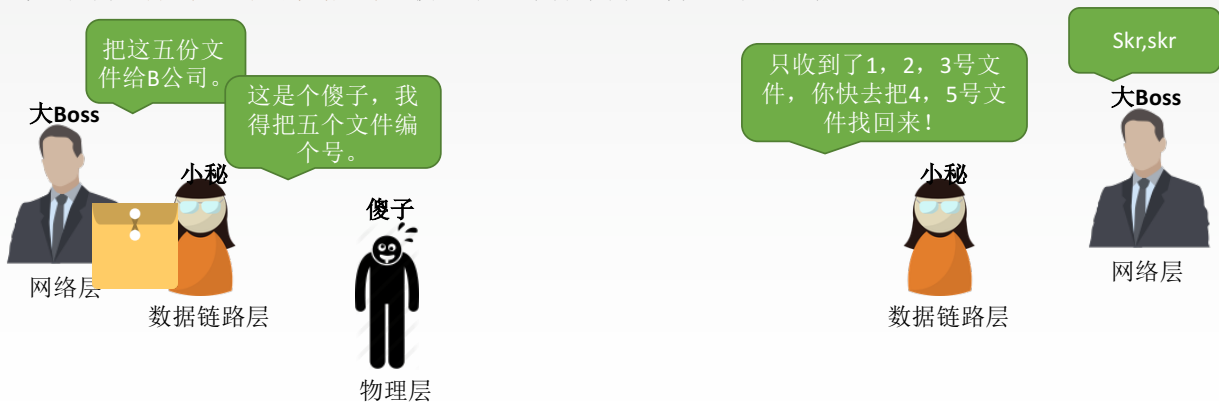 把这五份文
件给B公司。
这是个傻子，我
得把五个文件编
个号。
大Boss
小秘
傻子
网络层
数据链路层
物理层
只收到了1，2，3号文
件，你快去把4，5号文
件找回来！
Skr,skr
小秘
大Boss
数据链路层
网络层